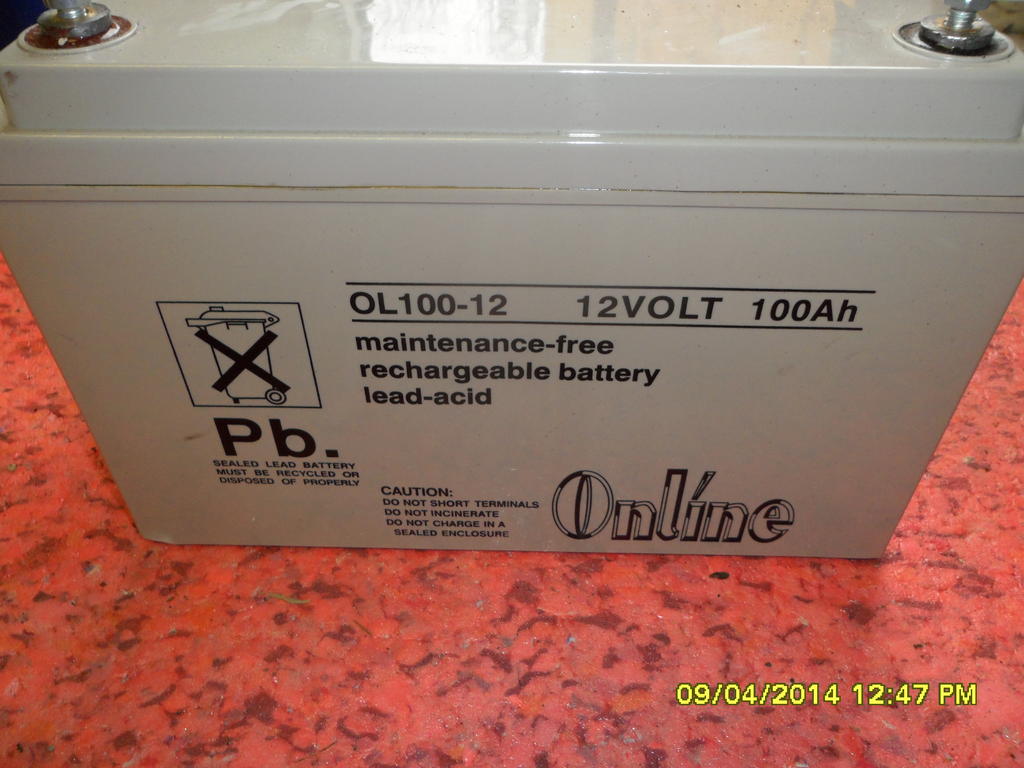 OL100-12 12VOLT 100Ah
maintenance-free
rechargeable battery
lead-acid
Pb.
SEALED LEAD BATTERY
MUST BE RECYCLED OR
DISPOSED OF PROPERLY
CAUTION:
DO NOT SHORT TERMINALS
DO NOT INCINERATE
DO NOT CHARGE IN A
SEALED ENCLOSURE
Online
09/04/2014 12:47 PM